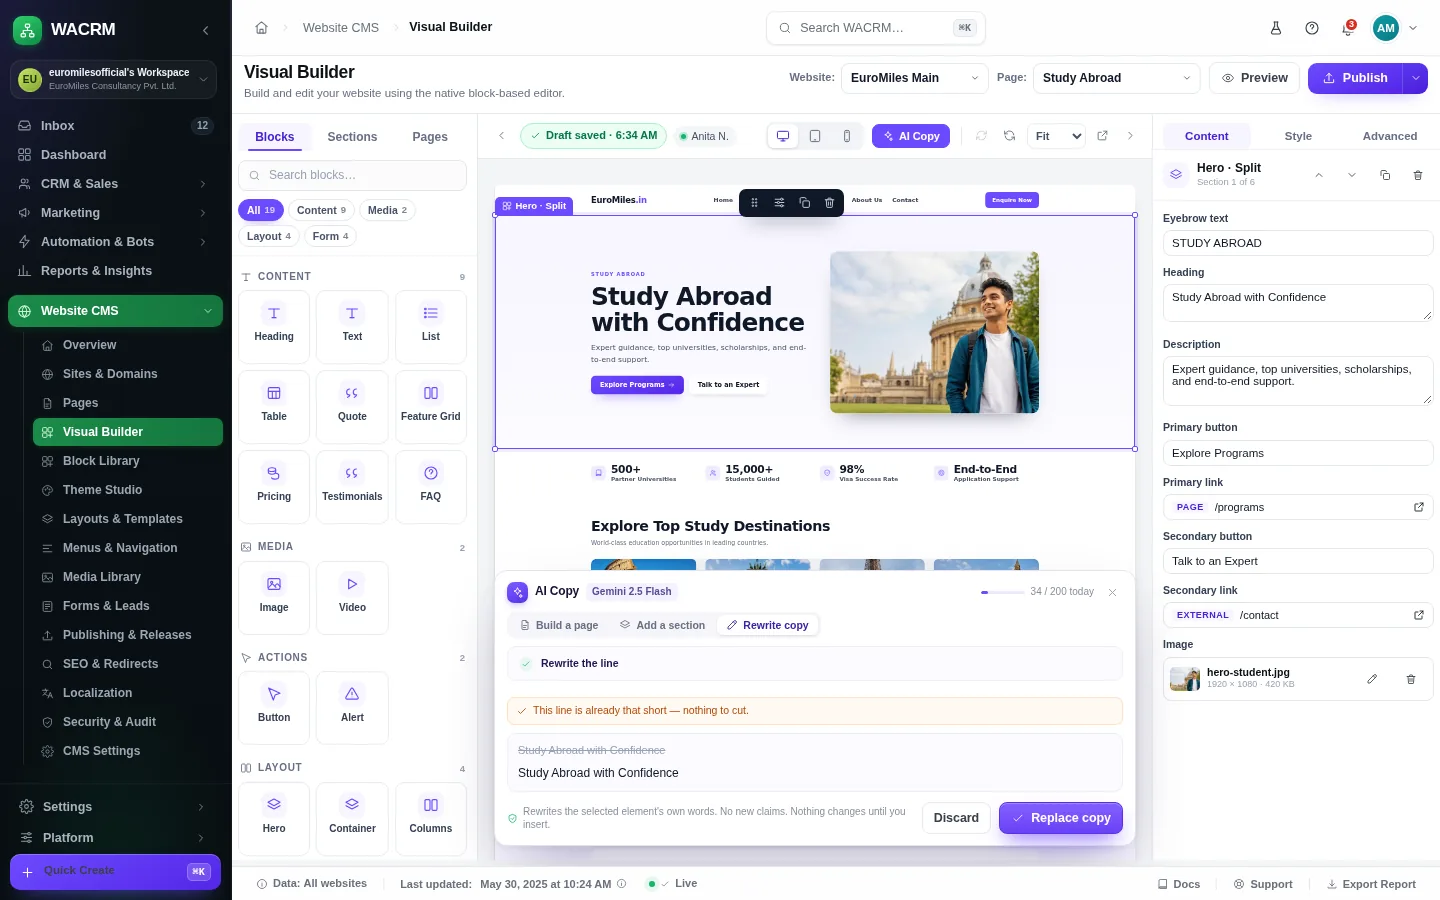 WACRM
Website CMS
Visual Builder
Search WACRM…
⌘K
3
AM
EU
euromilesofficial's Workspace
EuroMiles Consultancy Pvt. Ltd.
Inbox
12
Dashboard
CRM & Sales
Marketing
Automation & Bots
Reports & Insights
Website CMS
Overview
Sites & Domains
Pages
Visual Builder
Block Library
Theme Studio
Layouts & Templates
Menus & Navigation
Media Library
Forms & Leads
Publishing & Releases
SEO & Redirects
Localization
Security & Audit
CMS Settings
Settings
Platform
Quick Create
⌘K
Visual Builder
Build and edit your website using the native block-based editor.
Website:
EuroMiles Main
Page:
Study Abroad
Preview
Publish
Blocks
Sections
Pages
Search blocks…
All 19
Content 9
Media 2
Layout 4
Form 4
CONTENT
9
Heading
Text
List
Table
Quote
Feature Grid
Pricing
Testimonials
FAQ
MEDIA
2
Image
Video
ACTIONS
2
Button
Alert
LAYOUT
4
Hero
Container
Columns
Draft saved · 6:34 AM
Anita N.
AI Copy
Fit
Hero · Split
EuroMiles.in
Home
About Us
Contact
Enquire Now
STUDY ABROAD
Study Abroad
with Confidence
Expert guidance, top universities, scholarships, and end-
to-end support.
Explore Programs →
Talk to an Expert
500+
Partner Universities
15,000+
Students Guided
98%
Visa Success Rate
End-to-End
Application Support
Explore Top Study Destinations
World-class education opportunities in leading countries.
AI Copy
Gemini 2.5 Flash
34 / 200 today
Build a page
Add a section
Rewrite copy
Rewrite the line
This line is already that short — nothing to cut.
Study Abroad with Confidence
Study Abroad with Confidence
Rewrites the selected element's own words. No new claims. Nothing changes until you
insert.
Discard
Replace copy
Content
Style
Advanced
Hero · Split
Section 1 of 6
Eyebrow text
STUDY ABROAD
Heading
Study Abroad with Confidence
Description
Expert guidance, top universities, scholarships,
and end-to-end support.
Primary button
Explore Programs
Primary link
PAGE
/programs
Secondary button
Talk to an Expert
Secondary link
EXTERNAL
/contact
Image
hero-student.jpg
1920 × 1080 · 420 KB
Data: All websites
Last updated: May 30, 2025 at 10:24 AM
Live
Docs
Support
Export Report